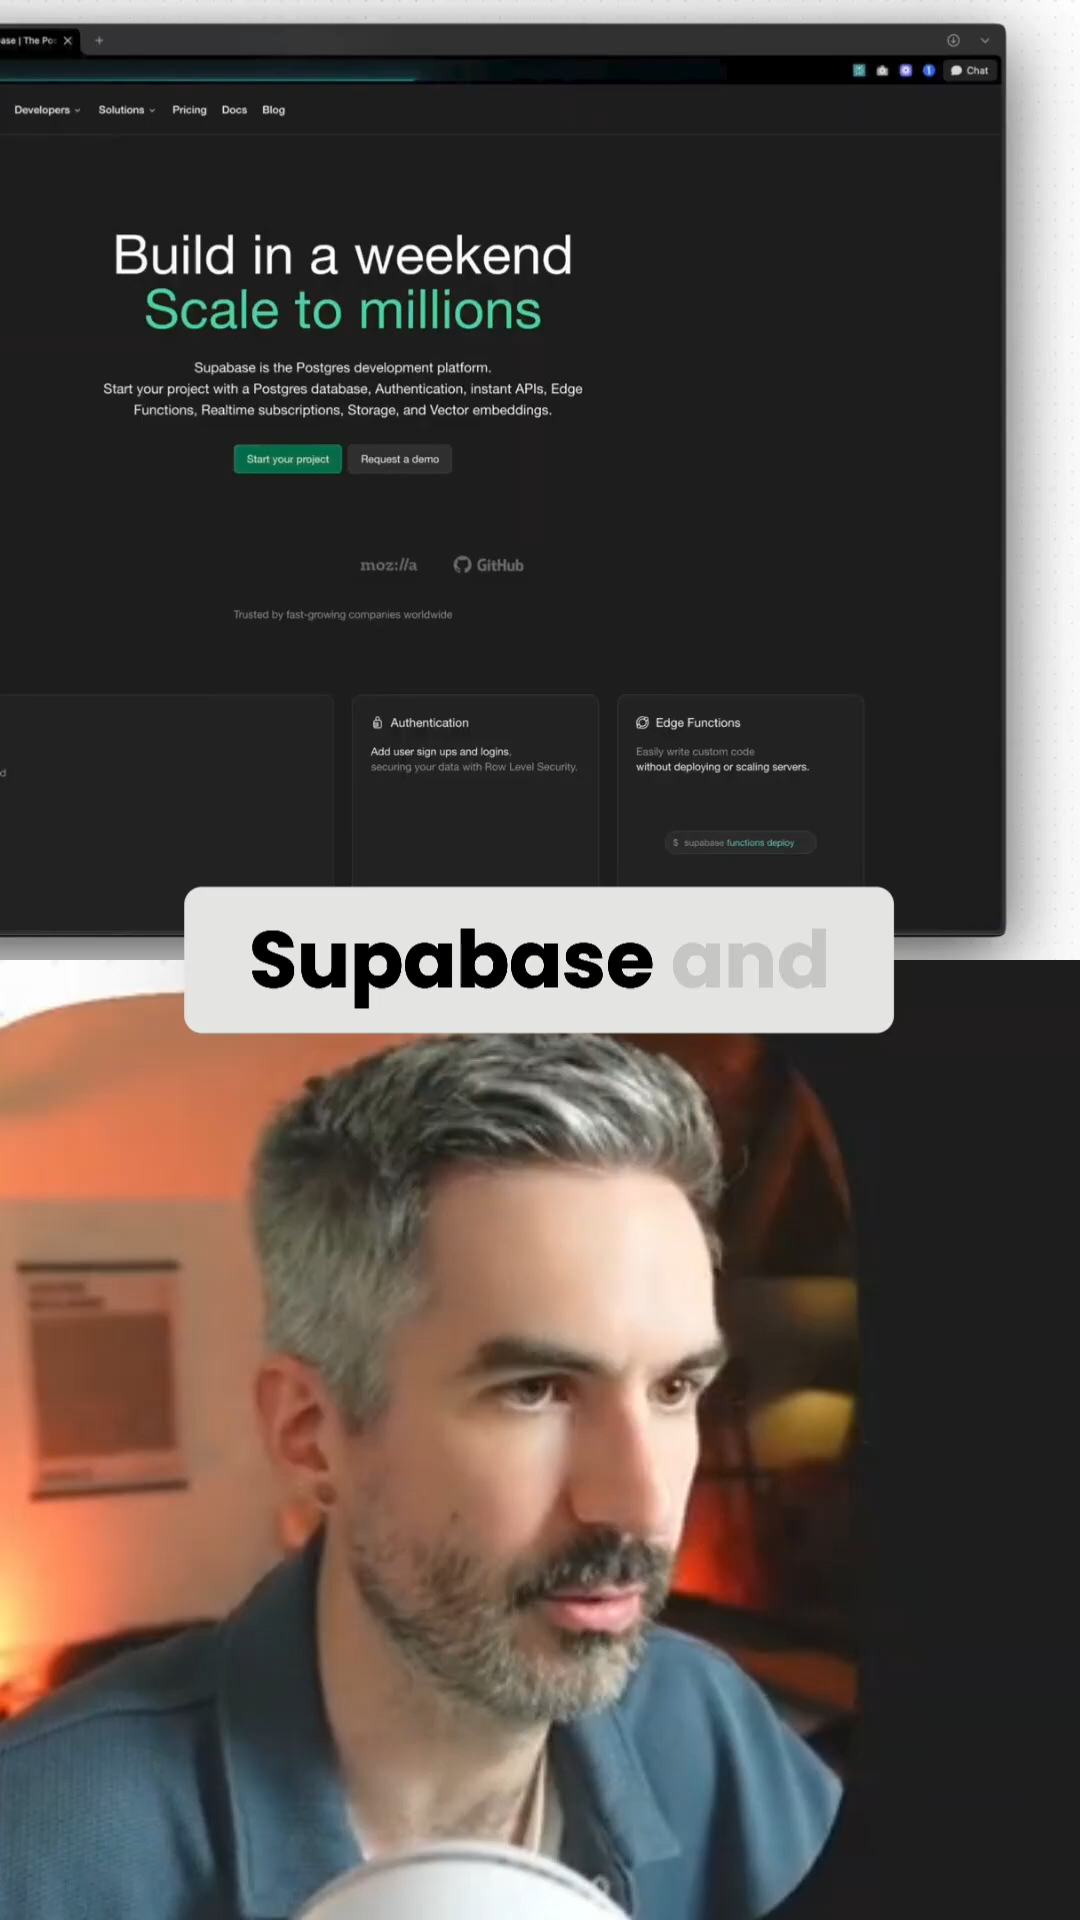 ase | The Po
Chat
Developers
Solutions
Pricing
Docs
Blog
Build in a weekend
Scale to millions
Supabase is the Postgres development platform.
Start your project with a Postgres database, Authentication, instant APIs, Edge
Functions, Realtime subscriptions, Storage, and Vector embeddings.
Start your project
Request a demo
moz://a
GitHub
Trusted by fast-growing companies worldwide
d
Authentication
Add user sign ups and logins.
securing your data with Row Level Security.
Edge Functions
Easily write custom code
without deploying or scaling servers.
$ supabase functions deploy
Supabase and